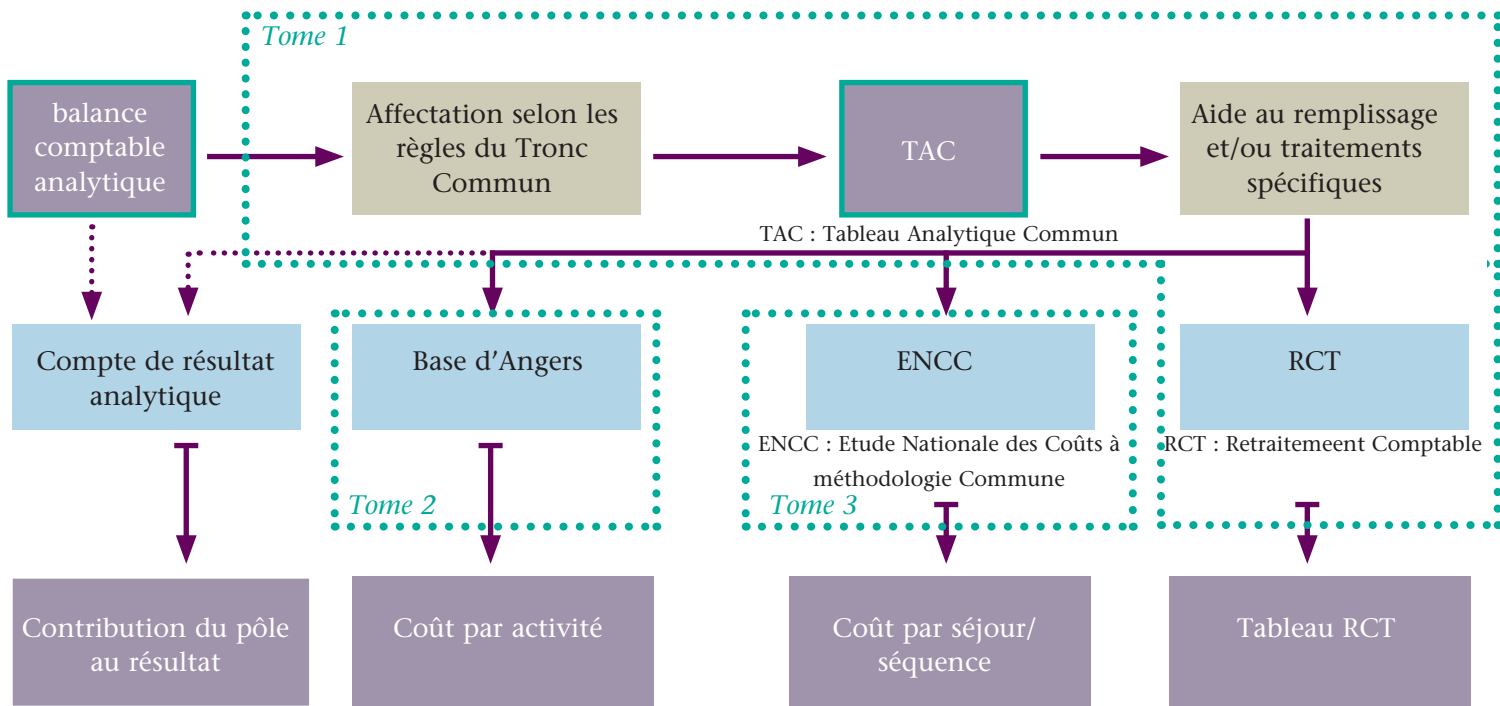 Tome 1
balance
comptable
analytique
Affectation selon les
règles du Tronc
Commun
TAC
Aide au remplissage
et/ou traitements
spécifiques
TAC : Tableau Analytique Commun
Compte de résultat
analytique
Base d'Angers
ENCC
RCT
ENCC : Etude Nationale des Coûts à
méthodologie Commune
RCT : Retraitemeent Comptable
Tome 2
Tome 3
Contribution du pôle
au résultat
Coût par activité
Coût par séjour/
séquence
Tableau RCT